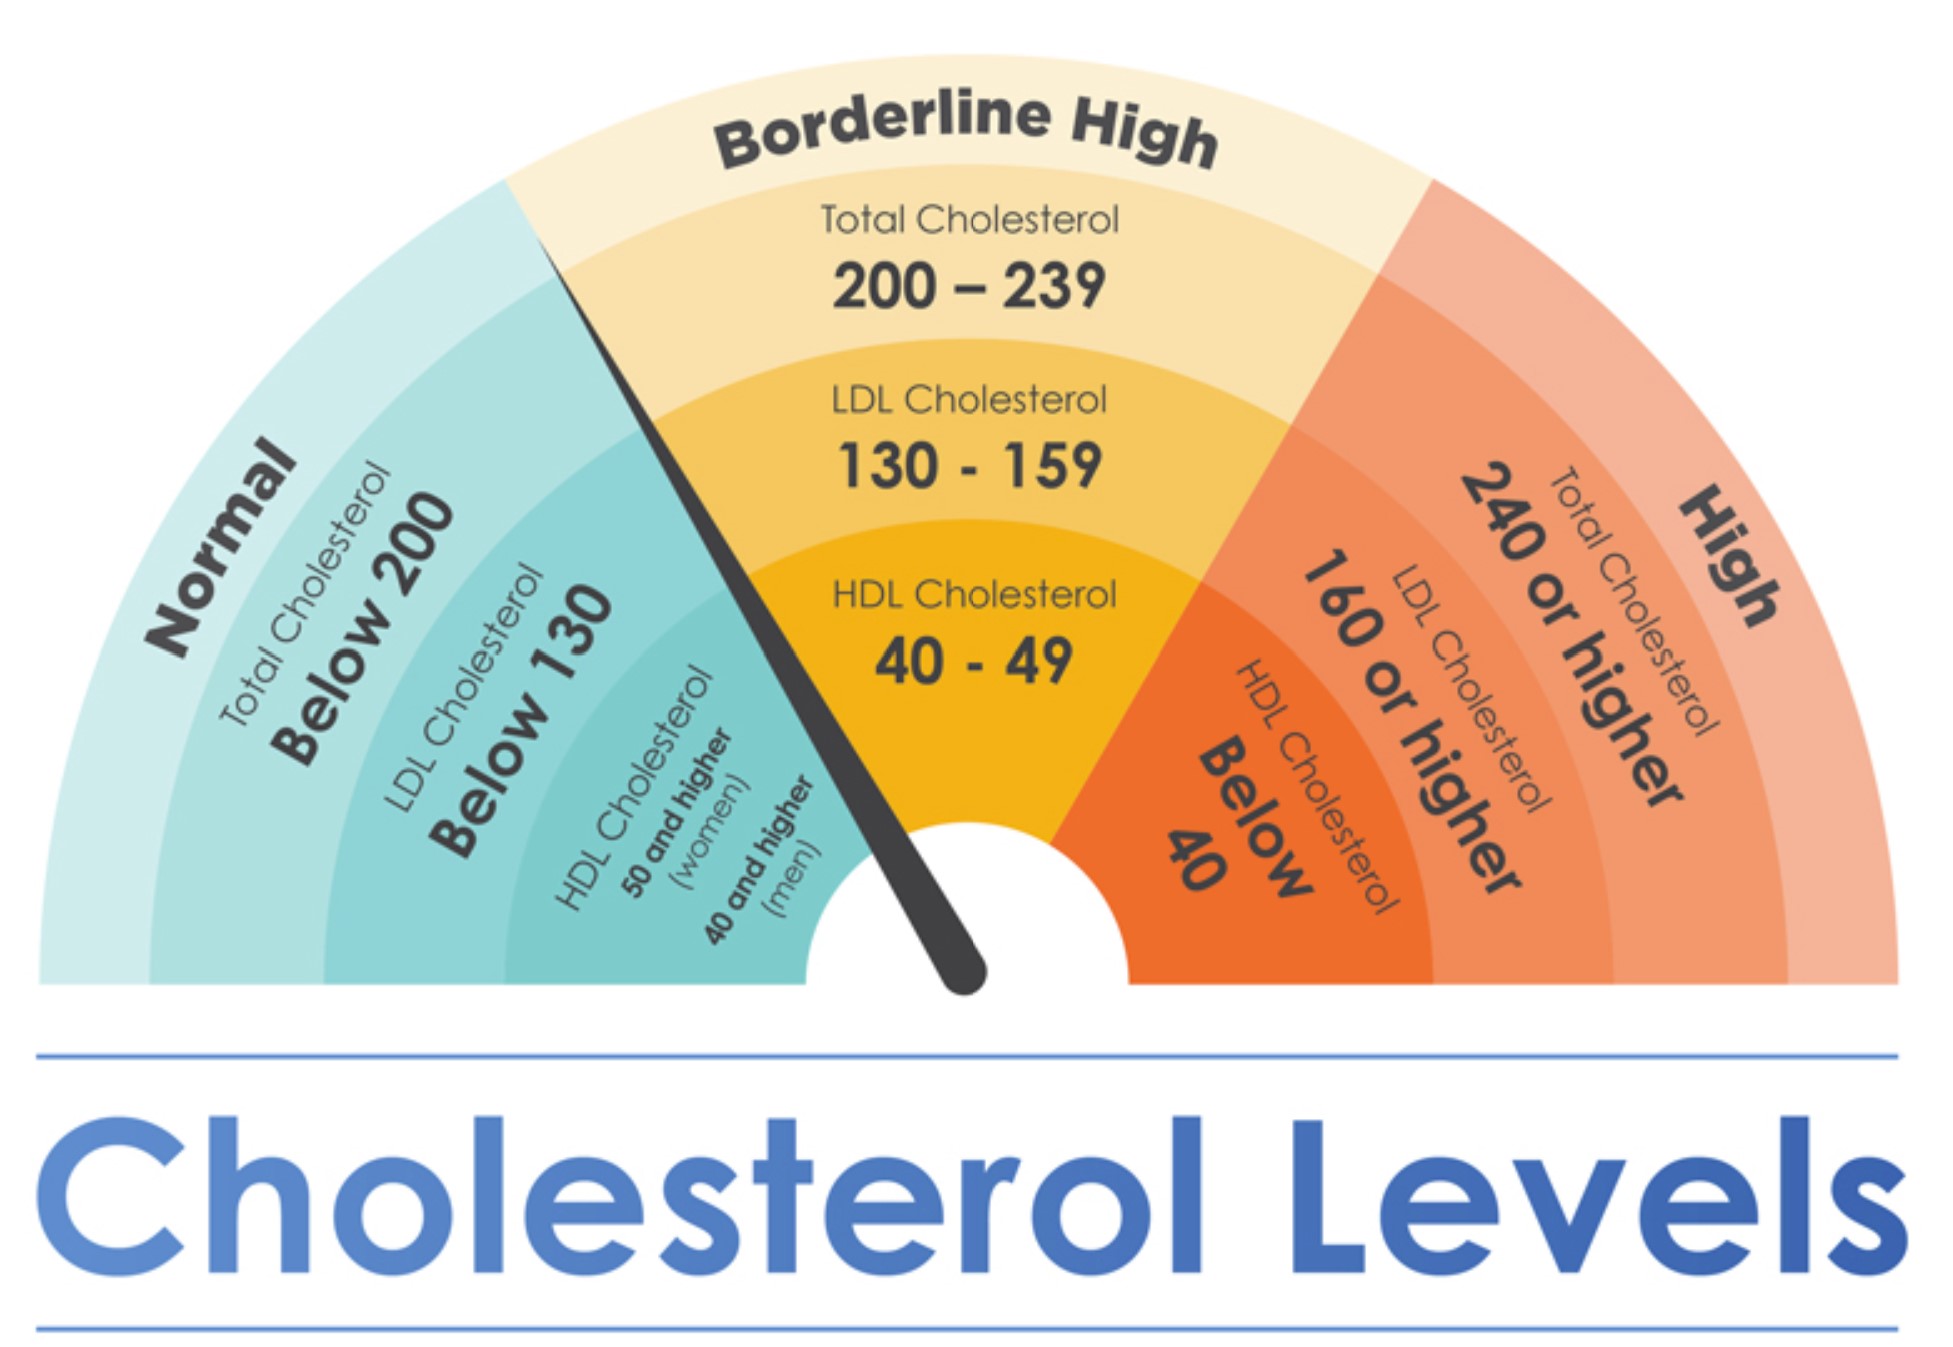 Normal
Total Cholesterol
Below 200
LDL Cholesterol
Below 130
HDL Cholesterol
50 and higher
(women)
40 and higher
(men)
Borderline High
Total Cholesterol
200 – 239
LDL Cholesterol
130 - 159
HDL Cholesterol
40 - 49
High
Total Cholesterol
240 or higher
LDL Cholesterol
160 or higher
HDL Cholesterol
Below
40
Cholesterol Levels